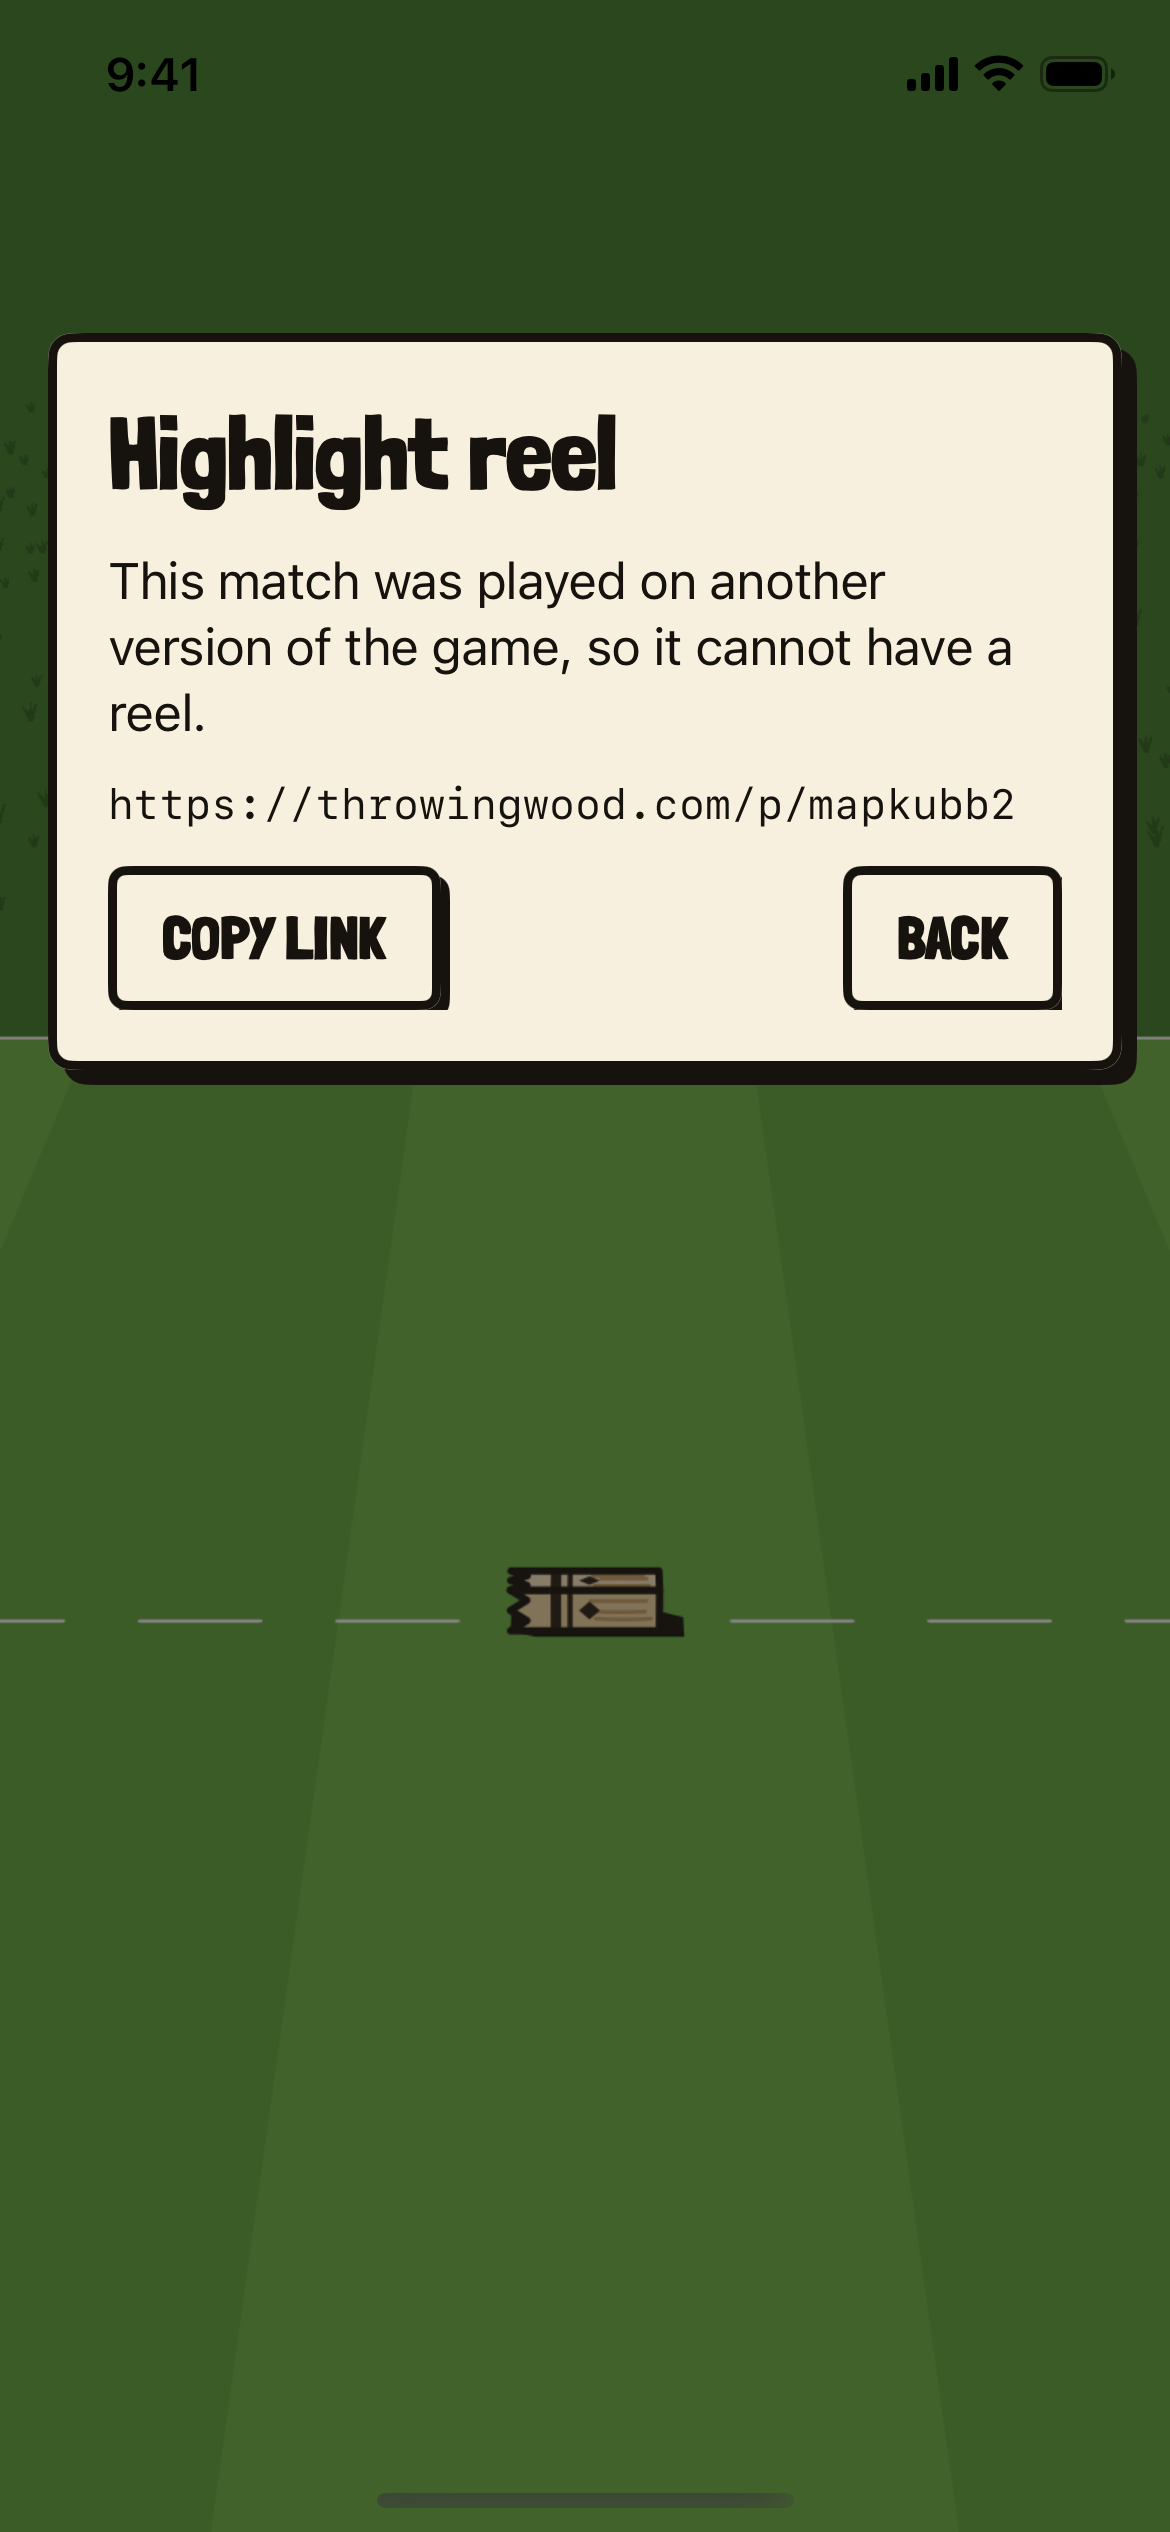 9:41
Highlight reel
This match was played on another
version of the game, so it cannot have a
reel.
https://throwingwood.com/p/mapkubb2
COPY LINK
BACK